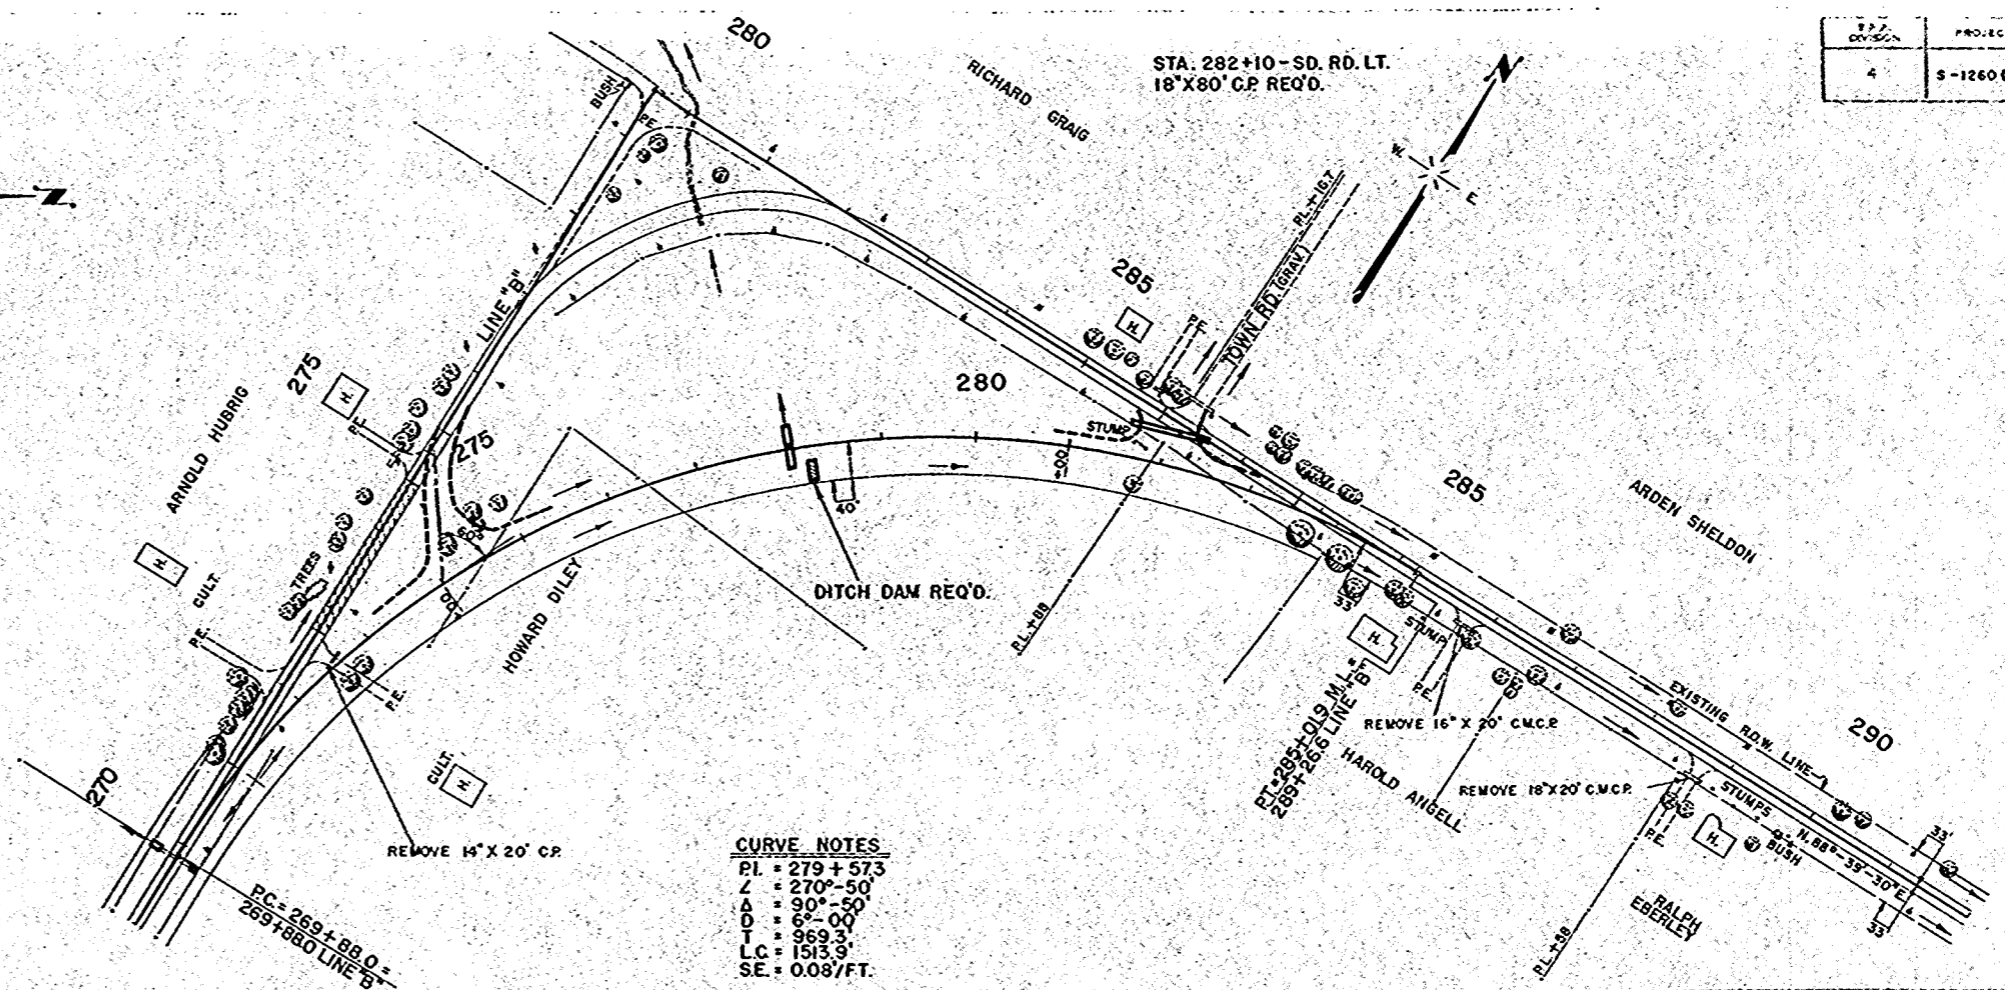 PROJEC
4
S-1260
280
RICHARD GRAIG
STA. 282+10-SD. RD. LT.
18"X80' C.P. REQ'D.
N
W.
E
N
BUSH
P.E.
LINE "B"
285
H.
P.E.
TOWN RD. (GRAV.)
P.L.+16.7
ARNOLD HUBRIG
275
H.
P.E.
275
280
STUMP
285
ARDEN SHELDON
H.
CULT.
TREES
P.E.
P.E.
HOWARD DILEY
40'
DITCH DAM REQ'D.
P.L.+88
33'
H.
STUMP
P.E.
REMOVE 16" X 20' C.M.C.P.
EXISTING R.O.W. LINE
290
HAROLD ANGELL
REMOVE 18"X20' C.M.C.P.
STUMPS
N. 88°-39'-30" E.
BUSH
P.E.
H.
33'
33'
RALPH
EBERLEY
P.L.+58
270
CULT.
H.
REMOVE 14" X 20' C.P.
P.C.= 269+88.0 =
269+88.0 LINE "B"
P.T.=285+01.9 M.L.=
289+26.6 LINE "B"
CURVE NOTES
P.I. = 279 + 57.3
∠ = 270°-50'
Δ = 90°-50'
D = 6°-00'
T = 969.3'
L.C. = 1513.9'
S.E. = 0.08'/FT.